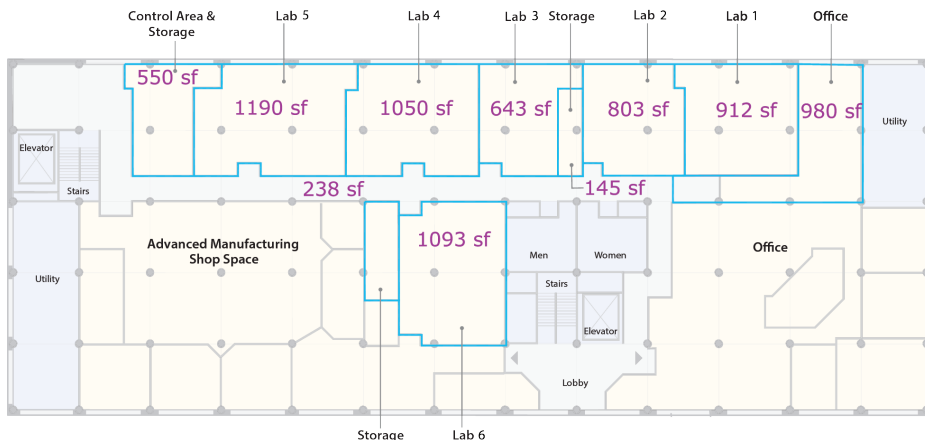 Control Area &
Storage
Lab 5
Lab 4
Lab 3
Storage
Lab 2
Lab 1
Office
550 sf
1190 sf
1050 sf
643 sf
803 sf
912 sf
980 sf
Elevator
Utility
Stairs
238 sf
145 sf
Advanced Manufacturing
Shop Space
1093 sf
Men
Women
Office
Utility
Stairs
Elevator
Lobby
Storage
Lab 6